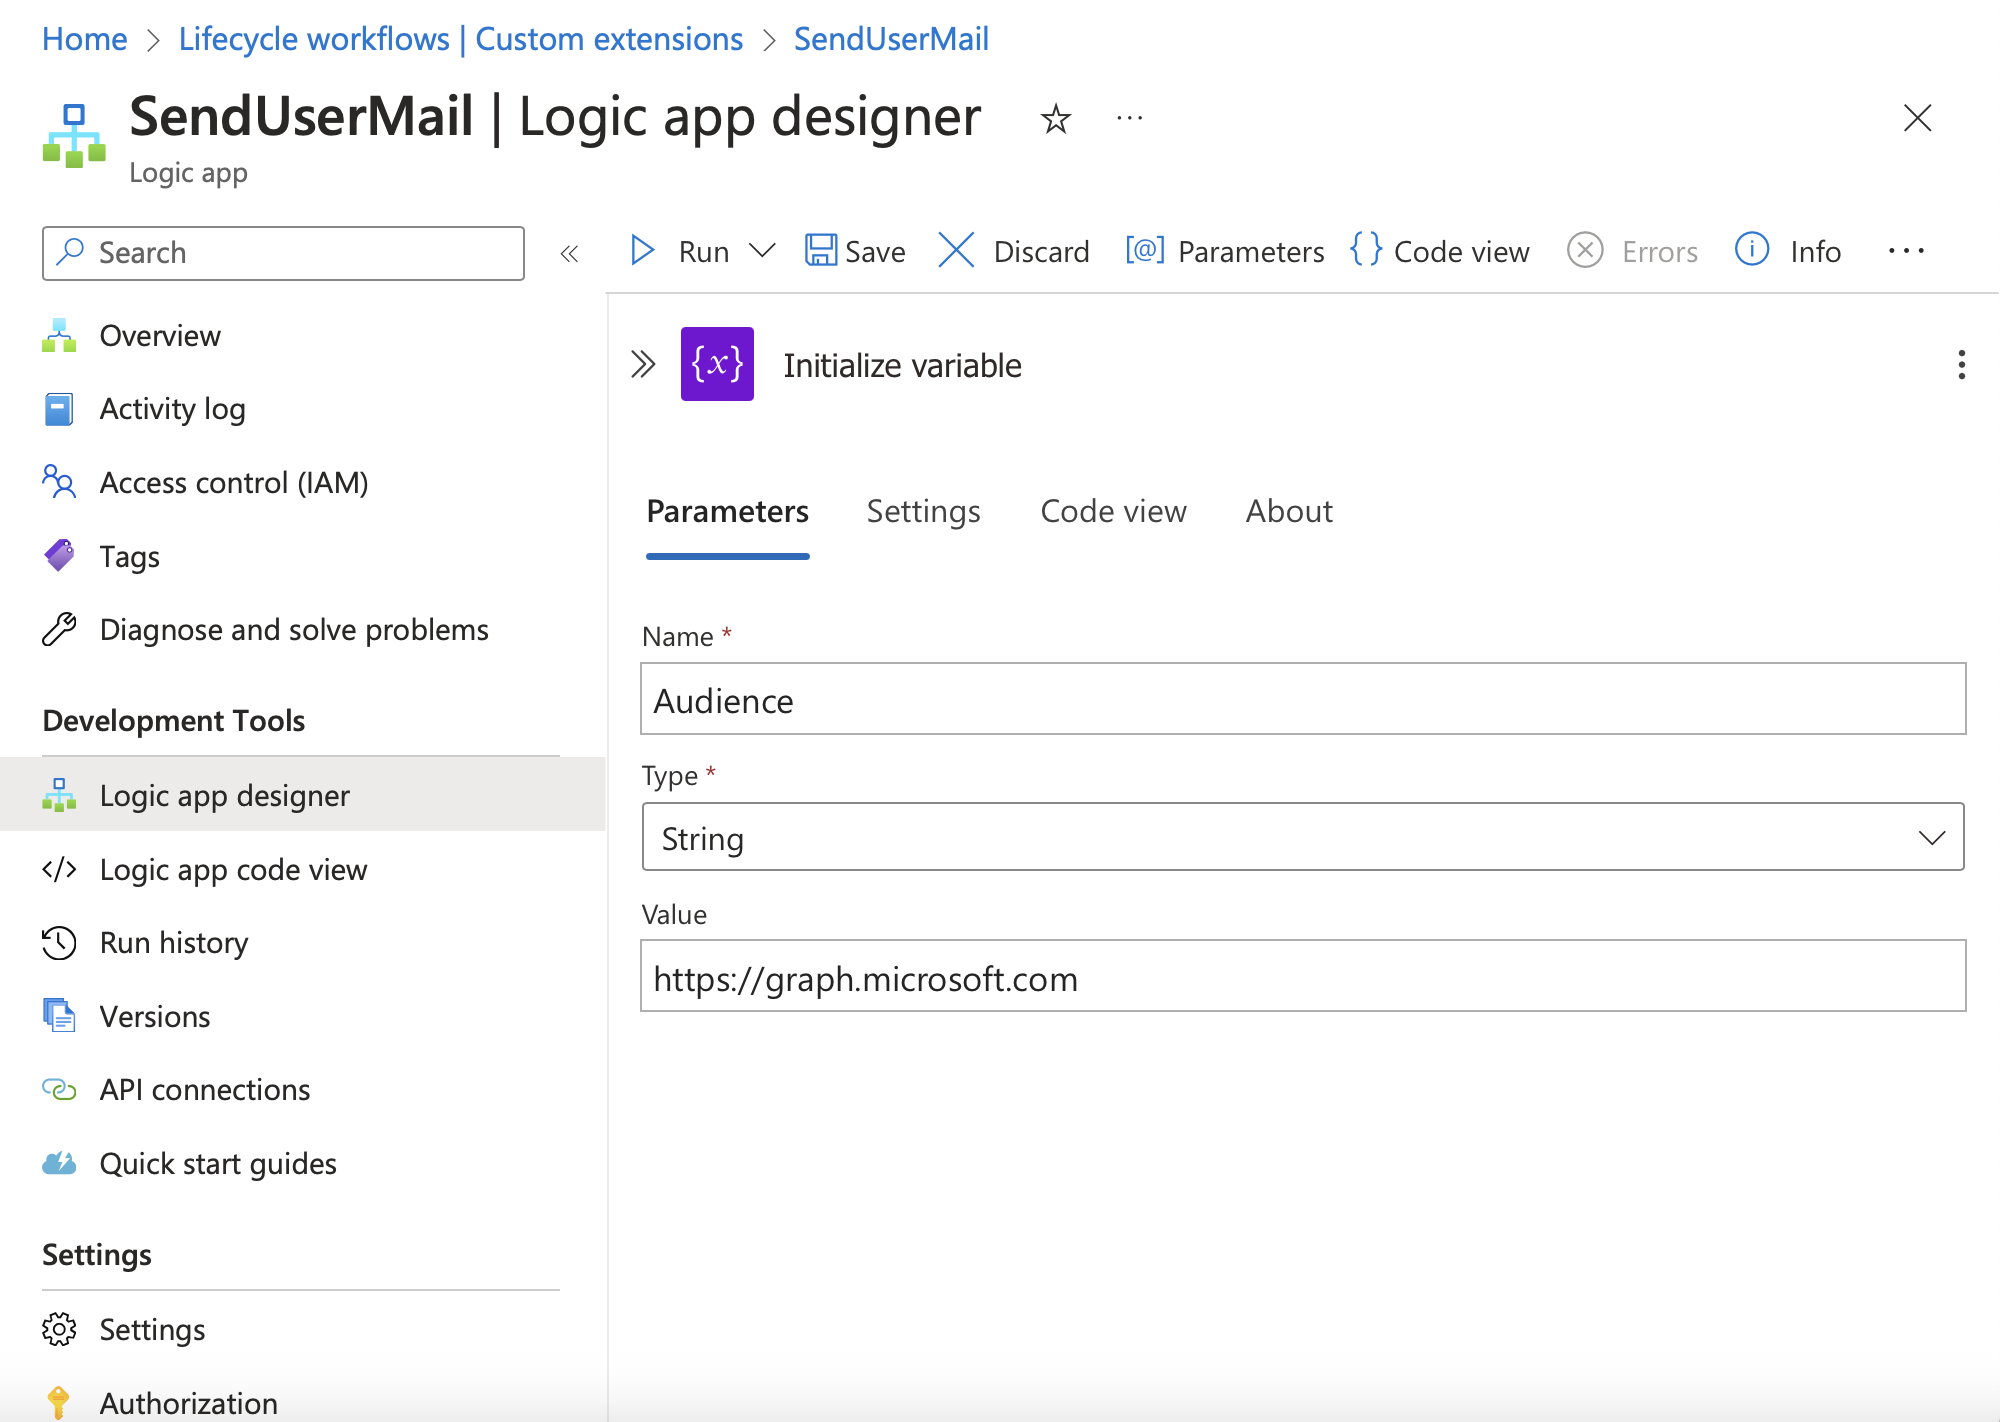 Home > Lifecycle workflows | Custom extensions > SendUserMail
SendUserMail | Logic app designer
Logic app
Search
Overview
Activity log
Access control (IAM)
Tags
Diagnose and solve problems
Development Tools
Logic app designer
Logic app code view
Run history
Versions
API connections
Quick start guides
Settings
Settings
Authorization
Run Save Discard [@] Parameters {} Code view Errors Info
{x} Initialize variable
Parameters Settings Code view About
Name *
Audience
Type *
String
Value
https://graph.microsoft.com